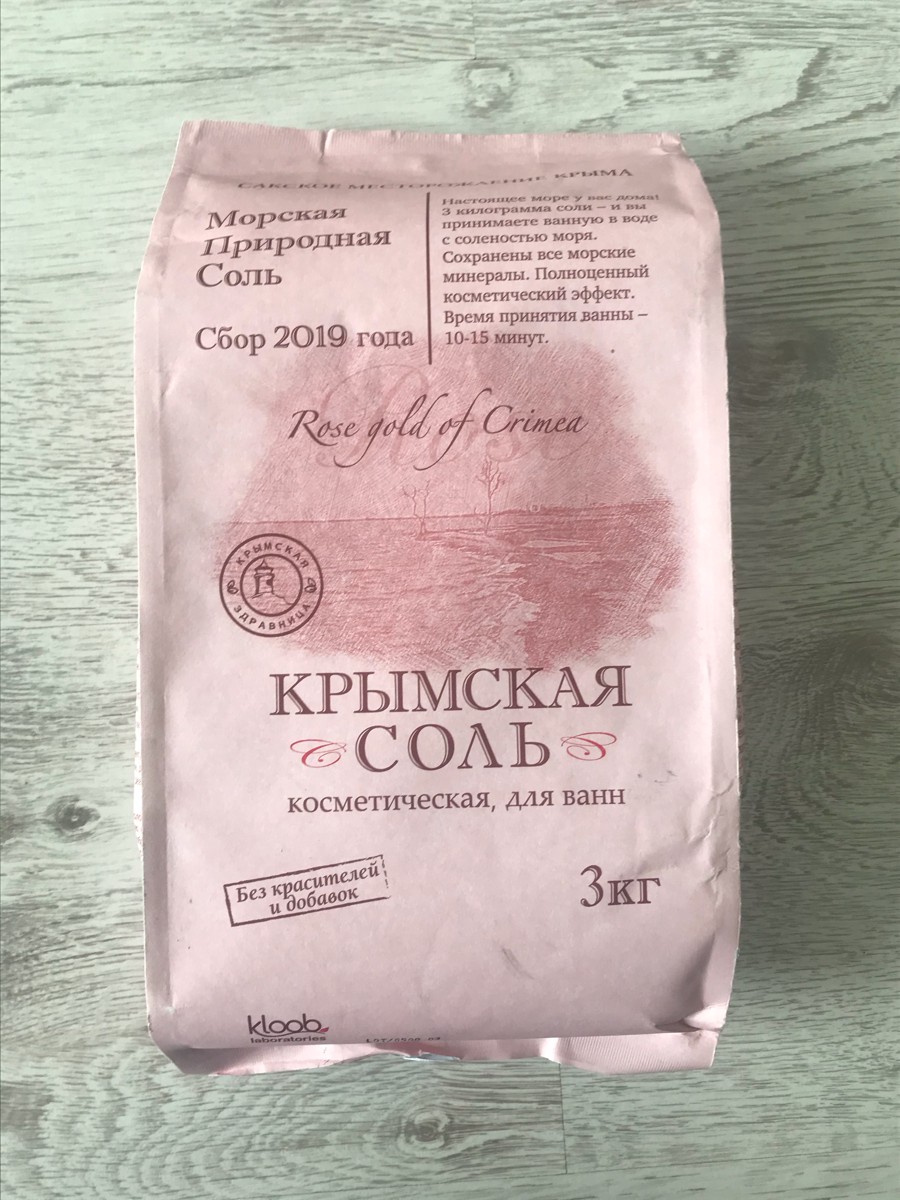 САКСКОЕ МЕСТОРОЖДЕНИЕ КРЫМА
Морская
Природная
Соль
Сбор 2019 года
Настоящее море у вас дома!
3 килограмма соли – и вы
принимаете ванную в воде
с соленостью моря.
Сохранены все морские
минералы. Полноценный
косметический эффект.
Время принятия ванны –
10-15 минут.
Rose gold of Crimea
КРЫМСКАЯ
ЗДРАВНИЦА
КРЫМСКАЯ
СОЛЬ
косметическая, для ванн
Без красителей
и добавок
3кг
kloob
laboratories